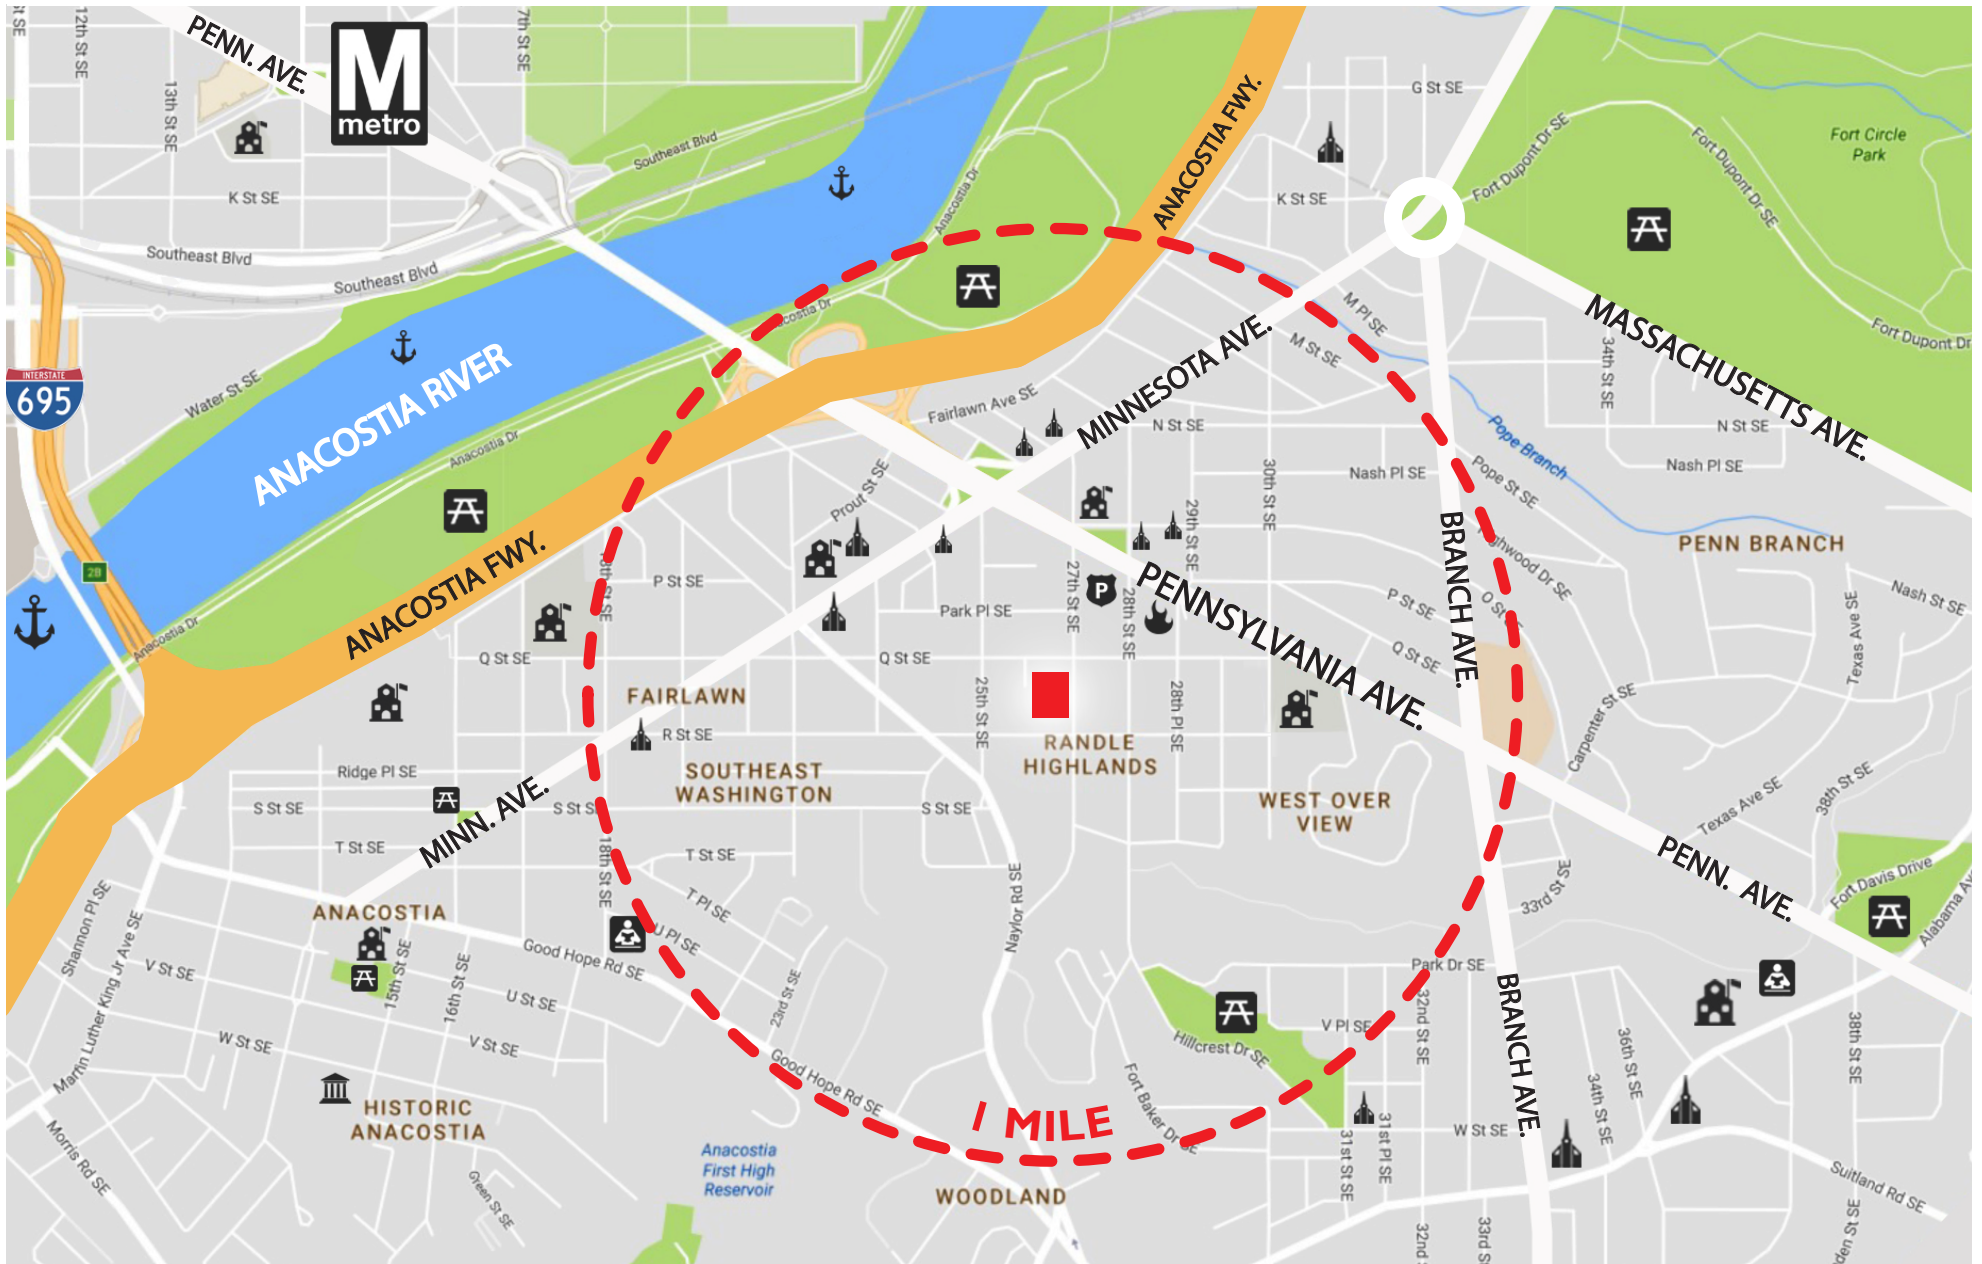 St SE
12th St SE
PENN. AVE.
M
metro
7th St SE
13th St SE
Southeast Blvd
K St SE
Southeast Blvd
Southeast Blvd
Anacostia Dr
ANACOSTIA FWY.
G St SE
K St SE
Fort Dupont Dr SE
Fort Dupont Dr SE
Fort Circle
Park
Fort Dupont Dr
MASSACHUSETTS AVE.
INTERSTATE
695
Water St SE
ANACOSTIA RIVER
Anacostia Dr
costia Dr
Fairlawn Ave SE
MINNESOTA AVE.
M Pl SE
M St SE
34th St SE
N St SE
N St SE
Nash Pl SE
Nash Pl SE
Pope St SE
Pope Branch
PENN BRANCH
Prout St SE
30th St SE
29th St SE
28
Anacostia Dr
ANACOSTIA FWY.
P St SE
Park Pl SE
27th St SE
P
28th St SE
PENNSYLVANIA AVE.
BRANCH AVE.
Highwood Dr SE
P St SE
O St SE
Q St SE
Texas Ave SE
Nash St SE
Q St SE
Q St SE
FAIRLAWN
R St SE
25th St SE
28th Pl SE
RANDLE
HIGHLANDS
Carpenter St SE
Ridge Pl SE
SOUTHEAST
WASHINGTON
S St SE
S St SE
S St SE
MINN. AVE.
WEST OVER
VIEW
Texas Ave SE
38th St SE
T St SE
T St SE
18th St SE
T Pl SE
U Pl SE
Naylor Rd SE
33rd St SE
PENN. AVE.
Fort Davis Drive
Alabama Av
ANACOSTIA
Shannon Pl SE
Martin Luther King Jr Ave SE
V St SE
15th St SE
16th St SE
Good Hope Rd SE
U St SE
23rd St SE
Park Dr SE
32nd St SE
V Pl SE
Hillcrest Dr SE
BRANCH AVE.
W St SE
V St SE
Good Hope Rd SE
Fort Baker Dr SE
36th St SE
34th St SE
38th St SE
HISTORIC
ANACOSTIA
1 MILE
31st Pl SE
31st St SE
W St SE
Morris Rd SE
Anacostia
First High
Reservoir
Green St SE
WOODLAND
Suitland Rd SE
32nd S
33rd S
den St SE